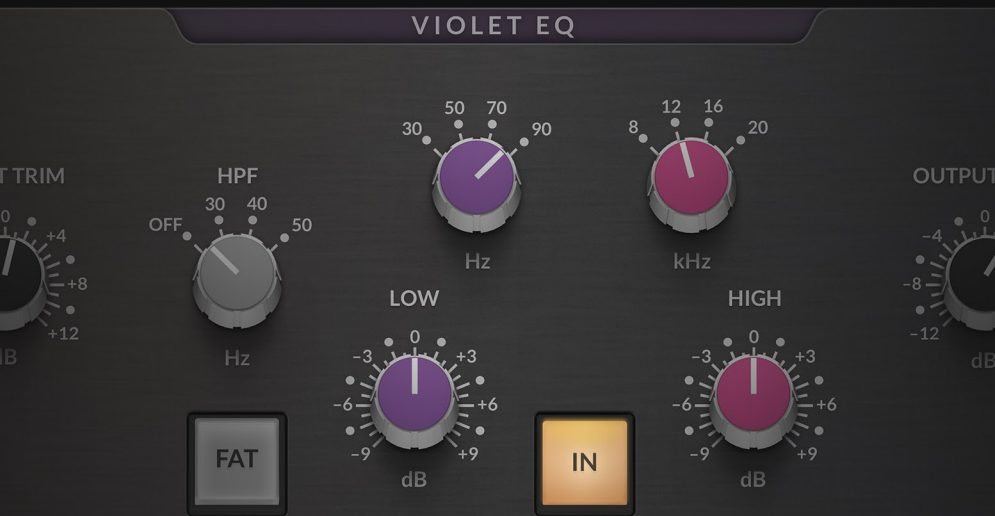 VIOLET EQ
50 70
30 90
12 16
8 20
T TRIM
HPF
OUTPUT
0
+4
+8
+12
dB
OFF 30 40 50
Hz
Hz
kHz
0
−4
−8
−12
dB
LOW
0
−3 +3
−6 +6
−9 +9
dB
HIGH
0
−3 +3
−6 +6
−9 +9
dB
FAT
IN